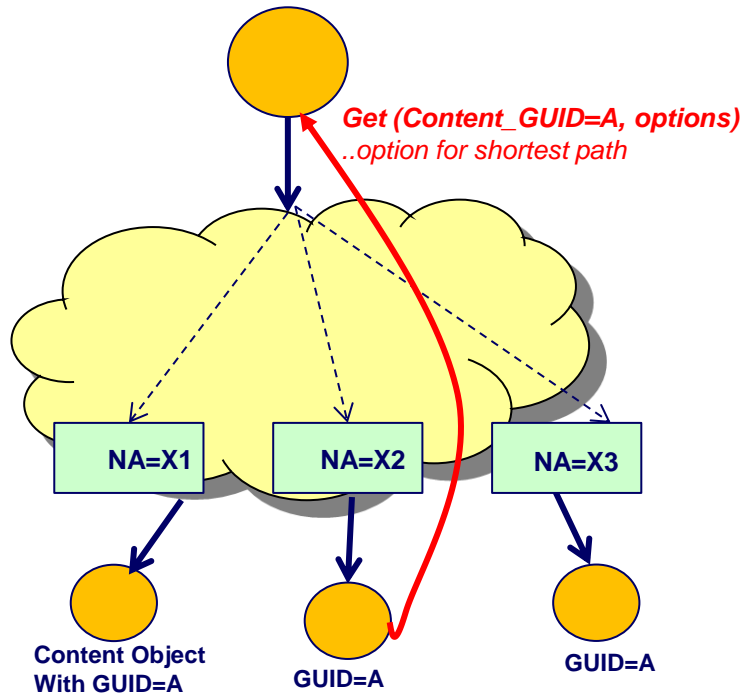 Get (Content_GUID=A, options)
..option for shortest path
NA=X1
NA=X2
NA=X3
Content Object
With GUID=A
GUID=A
GUID=A